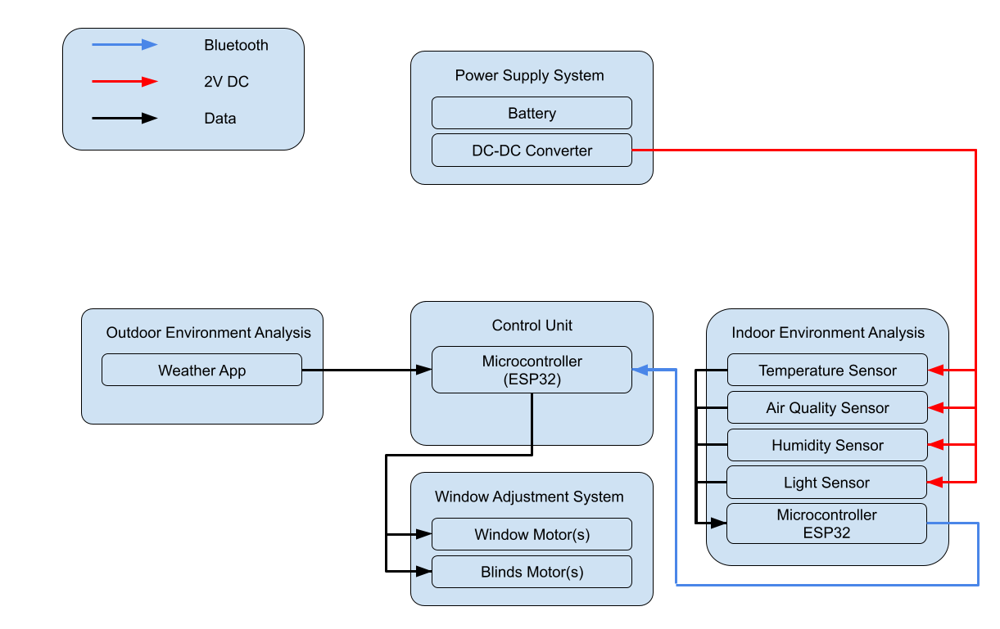 Bluetooth
2V DC
Data
Power Supply System
Battery
DC-DC Converter
Outdoor Environment Analysis
Weather App
Control Unit
Microcontroller
(ESP32)
Indoor Environment Analysis
Temperature Sensor
Air Quality Sensor
Humidity Sensor
Light Sensor
Microcontroller
ESP32
Window Adjustment System
Window Motor(s)
Blinds Motor(s)